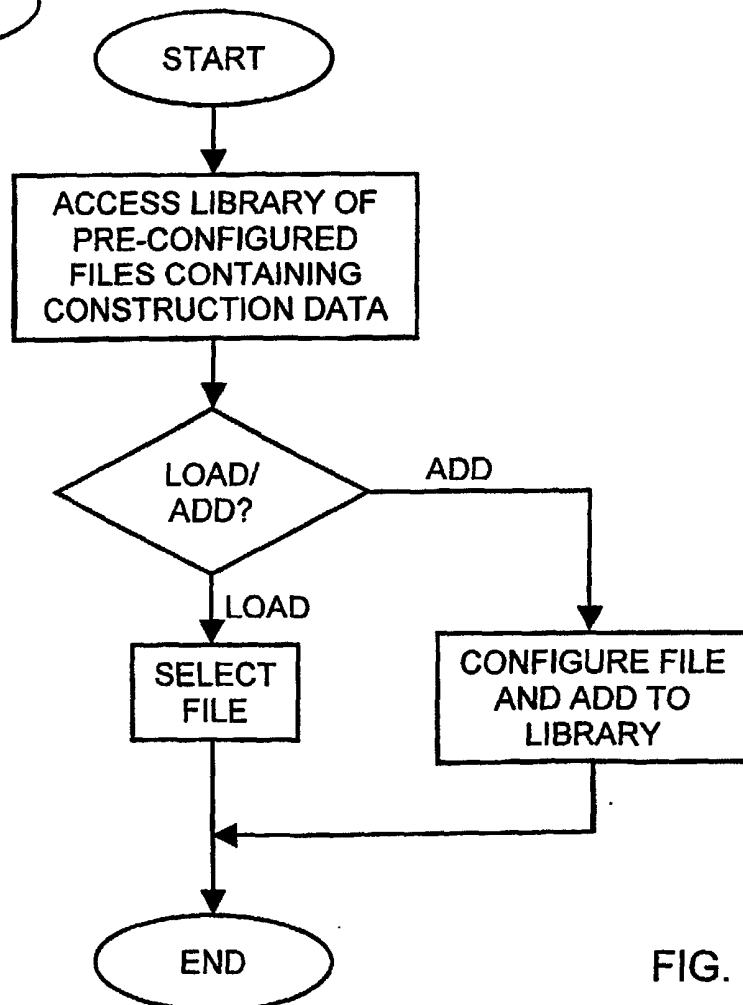 START
ACCESS LIBRARY OF
PRE-CONFIGURED
FILES CONTAINING
CONSTRUCTION DATA
LOAD/
ADD?
ADD
LOAD
SELECT
FILE
CONFIGURE FILE
AND ADD TO
LIBRARY
END
FIG.